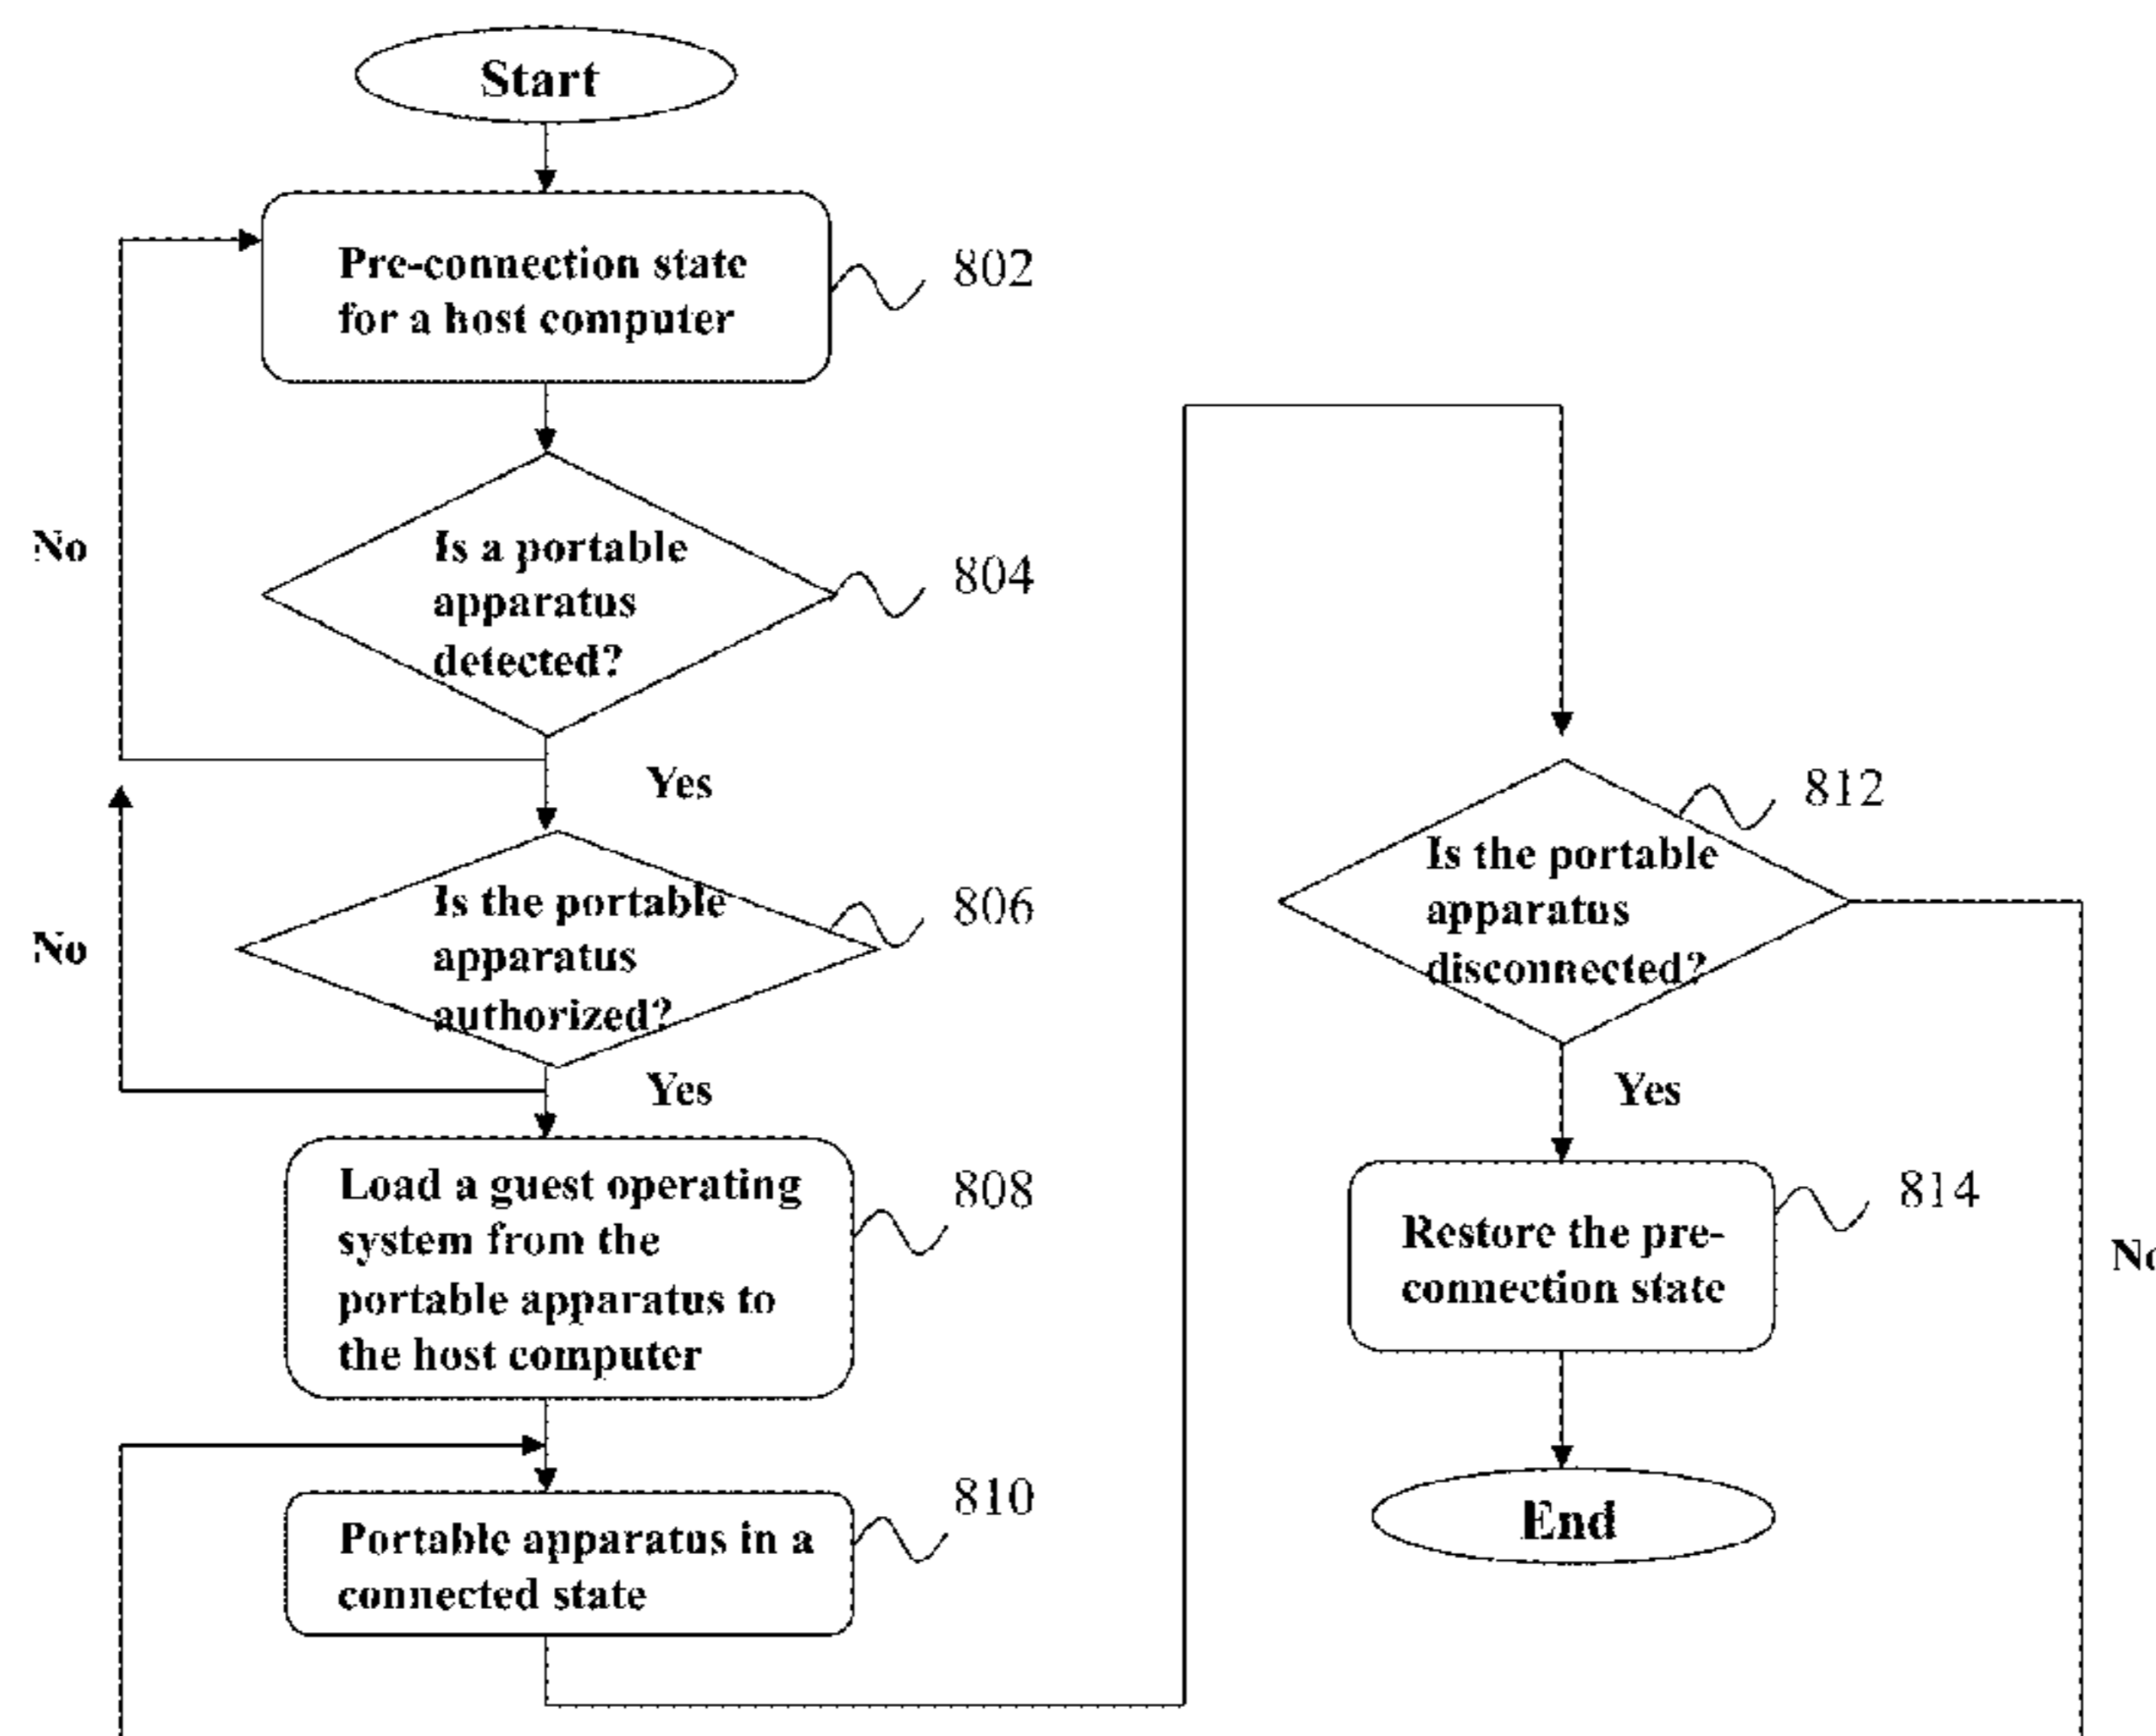 Start
Pre-connection state
for a host computer
802
Is a portable
apparatus
detected?
804
No
Yes
Is the portable
apparatus
authorized?
806
No
Yes
Load a guest operating
system from the
portable apparatus to
the host computer
808
Portable apparatus in a
connected state
810
Is the portable
apparatus
disconnected?
812
Yes
No
Restore the pre-
connection state
814
End